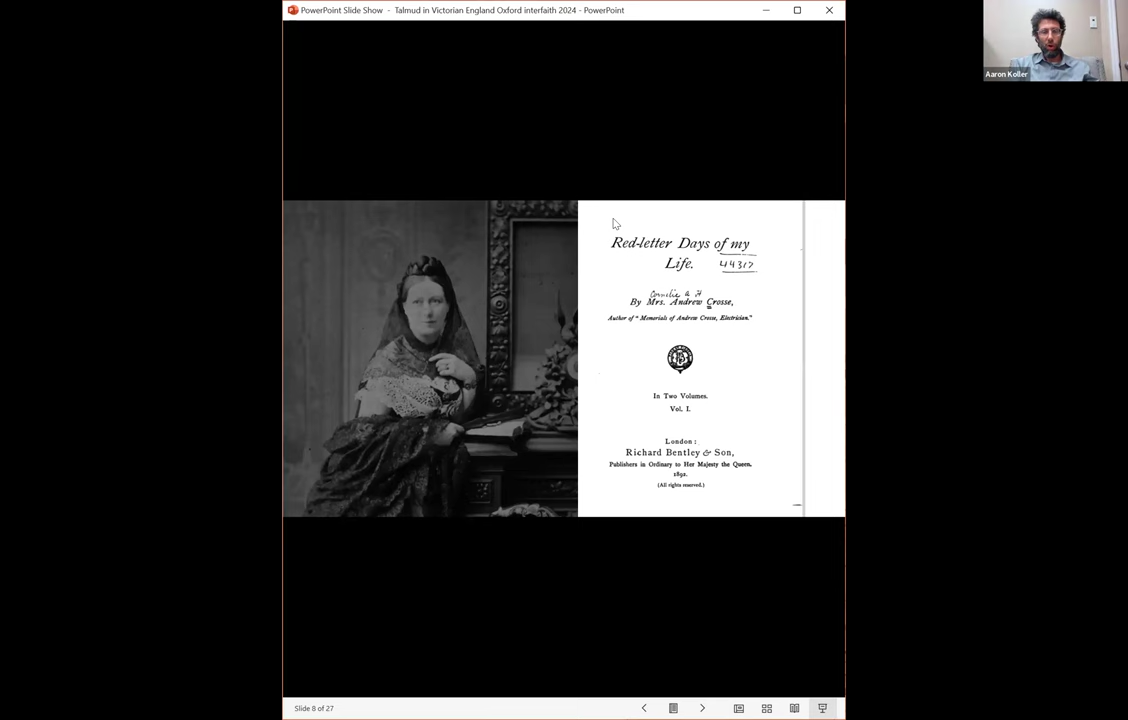 PowerPoint Slide Show - Talmud in Victorian England Oxford interfaith 2024 - PowerPoint
Aaron Koller
Red-letter Days of my
Life.
44317
By Mrs. Andrew Crosse,
Author of "Memorials of Andrew Crosse, Electrician."
In Two Volumes.
Vol. I.
London:
Richard Bentley & Son,
Publishers in Ordinary to Her Majesty the Queen.
1892.
(All rights reserved.)
Slide 8 of 27